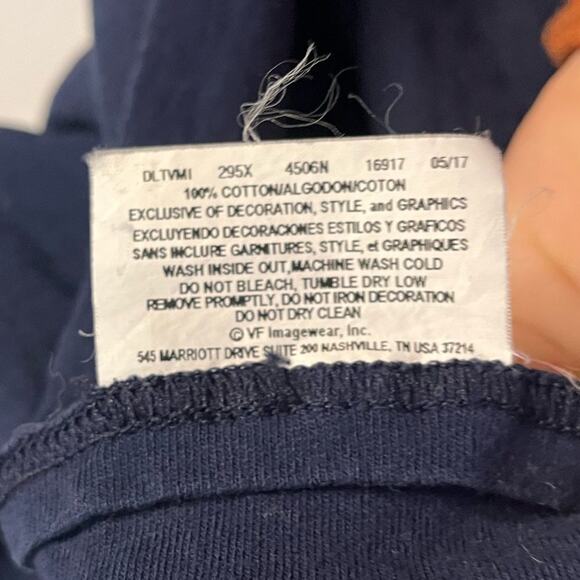 DLTVM1 295X 4506N 16917 05/17
100% COTTON/ALGODON/COTON
EXCLUSIVE OF DECORATION, STYLE, and GRAPHICS
EXCLUYENDO DECORACIONES ESTILOS Y GRAFICOS
SANS INCLURE GARNITURES, STYLE, et GRAPHIQUES
WASH INSIDE OUT,MACHINE WASH COLD
DO NOT BLEACH, TUMBLE DRY LOW
REMOVE PROMPTLY, DO NOT IRON DECORATION
DO NOT DRY CLEAN
© VF Imagewear, Inc.
545 MARRIOTT DRIVE SUITE 200 NASHVILLE, TN USA 37214